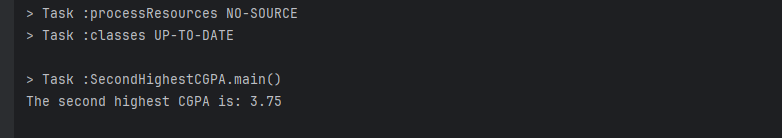 > Task :processResources NO-SOURCE
> Task :classes UP-TO-DATE
> Task :SecondHighestCGPA.main()
The second highest CGPA is: 3.75